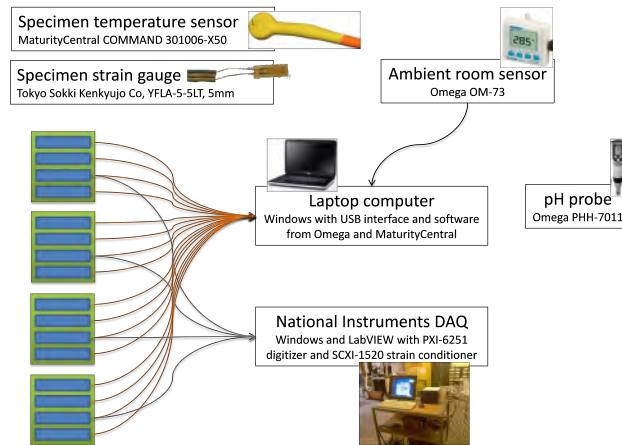 Specimen temperature sensor
MaturityCentral COMMAND 301006-X50
Specimen strain gauge
Tokyo Sokki Kenkyujo Co, YFLA-5-5LT, 5mm
28.5
Ambient room sensor
Omega OM-73
Laptop computer
Windows with USB interface and software
from Omega and MaturityCentral
pH probe
Omega PHH-7011
National Instruments DAQ
Windows and LabVIEW with PXI-6251
digitizer and SCXI-1520 strain conditioner